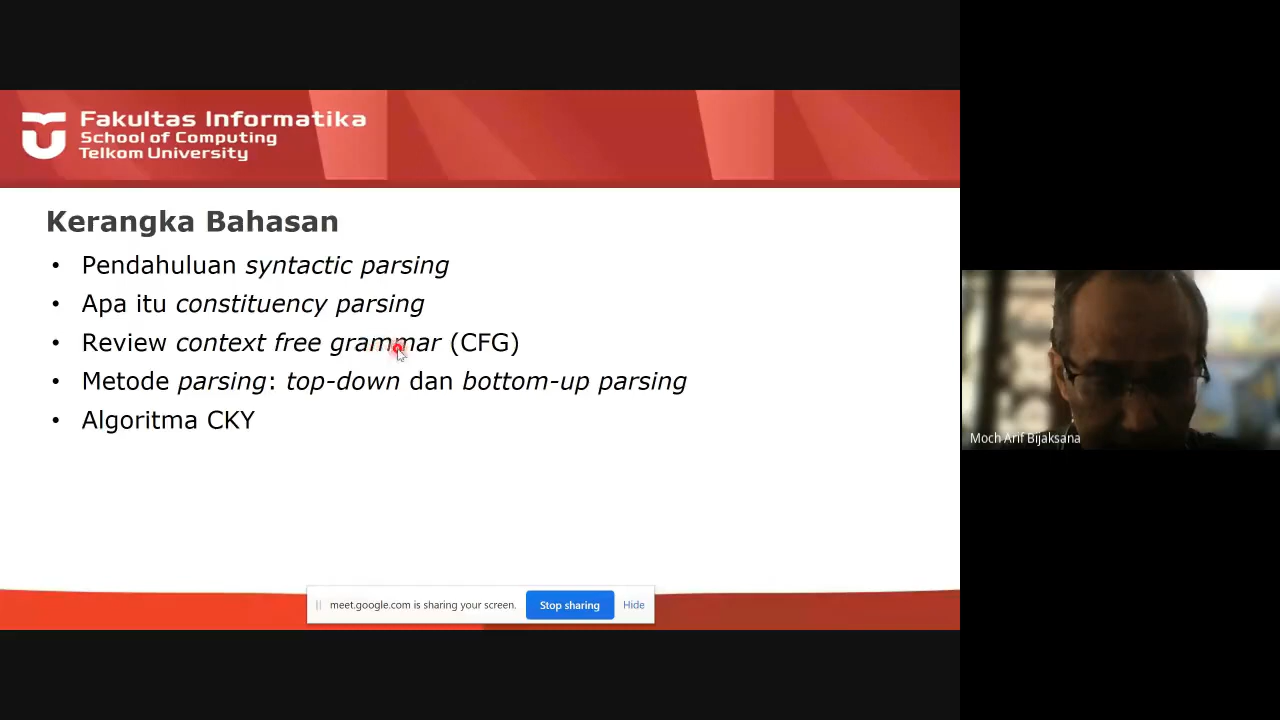 Fakultas Informatika
School of Computing
Telkom University
Kerangka Bahasan
• Pendahuluan syntactic parsing
• Apa itu constituency parsing
• Review context free grammar (CFG)
• Metode parsing: top-down dan bottom-up parsing
• Algoritma CKY
meet.google.com is sharing your screen. Stop sharing Hide
Moch Arif Bijaksana